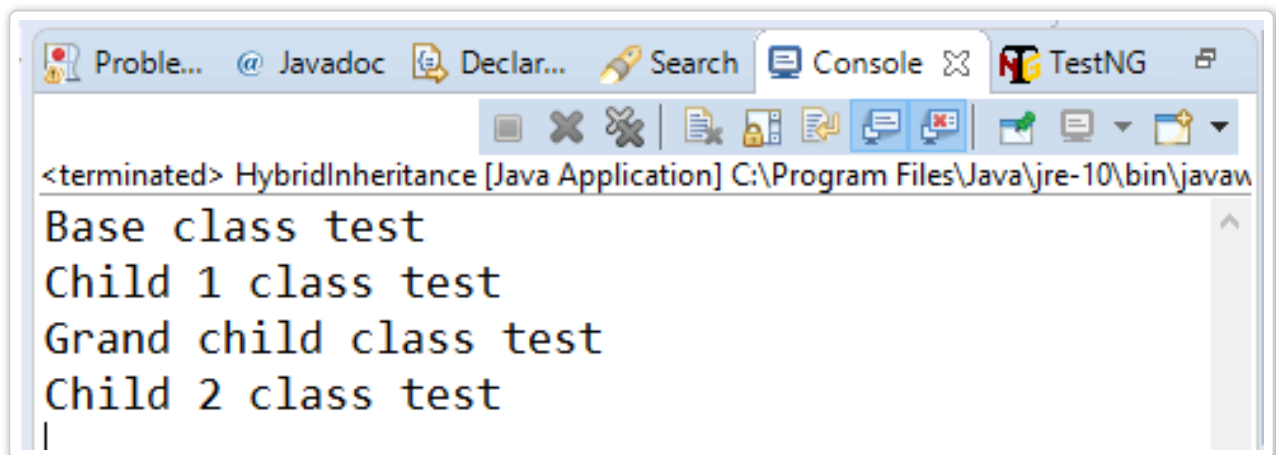 Proble... @ Javadoc Declar... Search Console TestNG
<terminated> HybridInheritance [Java Application] C:\Program Files\Java\jre-10\bin\javaw
Base class test
Child 1 class test
Grand child class test
Child 2 class test